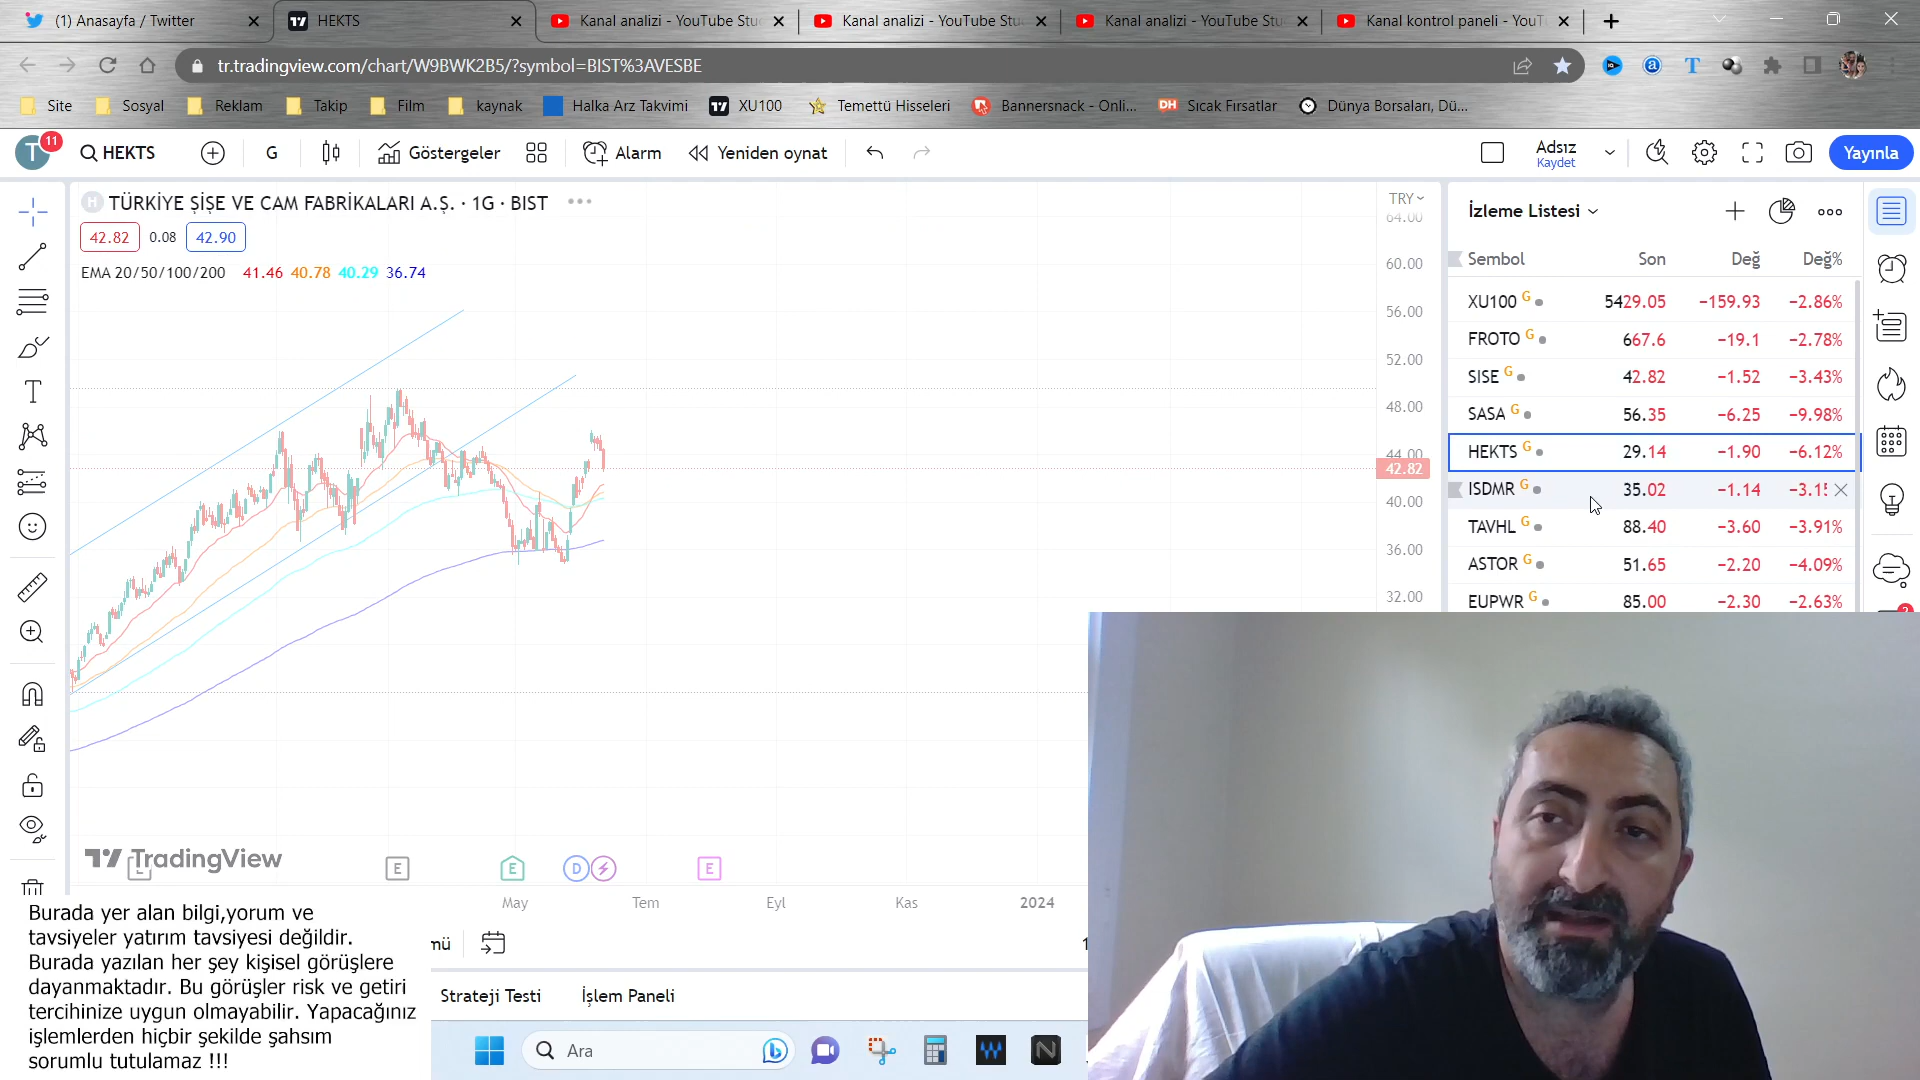 (1) Anasayfa / Twitter
HEKTS
Kanal analizi - YouTube Stu
Kanal analizi - YouTube Stu
Kanal analizi - YouTube Stu
Kanal kontrol paneli - YouT
tr.tradingview.com/chart/W9BWK2B5/?symbol=BIST%3AVESBE
Site
Sosyal
Reklam
Takip
Film
kaynak
Halka Arz Takvimi
XU100
Temettü Hisseleri
Bannersnack - Onli...
DH Sıcak Fırsatlar
Dünya Borsaları, Dü...
T 11
HEKTS
G
Göstergeler
Alarm
Yeniden oynat
Adsız
Kaydet
Yayınla
H TÜRKİYE ŞİŞE VE CAM FABRİKALARI A.Ş. · 1G · BIST
42.82 0.08 42.90
EMA 20/50/100/200 41.46 40.78 40.29 36.74
TRY
64.00
60.00
56.00
52.00
48.00
44.00
42.82
40.00
36.00
32.00
İzleme Listesi
Sembol Son Değ Değ%
XU100 G 5429.05 −159.93 −2.86%
FROTO G 667.6 −19.1 −2.78%
SISE G 42.82 −1.52 −3.43%
SASA G 56.35 −6.25 −9.98%
HEKTS G 29.14 −1.90 −6.12%
ISDMR G 35.02 −1.14
TAVHL G 88.40 −3.60 −3.91%
ASTOR G 51.65 −2.20 −4.09%
EUPWR G 85.00 −2.30 −2.63%
TradingView
E E D E
May Tem Eyl Kas 2024
Burada yer alan bilgi,yorum ve
tavsiyeler yatırım tavsiyesi değildir.
Burada yazılan her şey kişisel görüşlere
dayanmaktadır. Bu görüşler risk ve getiri
tercihinize uygun olmayabilir. Yapacağınız
işlemlerden hiçbir şekilde şahsım
sorumlu tutulamaz !!!
Strateji Testi
İşlem Paneli
Ara